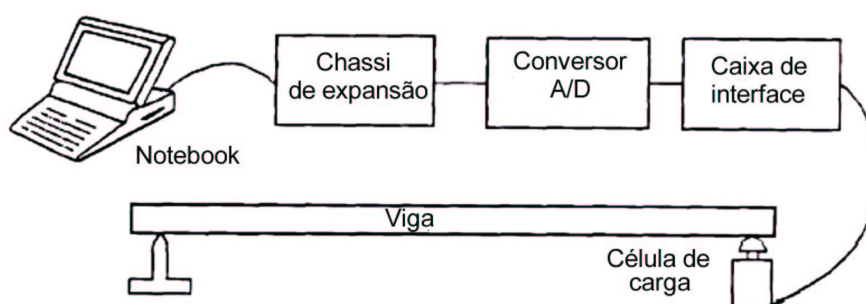 Chassi
de expansão
Conversor
A/D
Caixa de
interface
Notebook
Viga
Célula de
carga